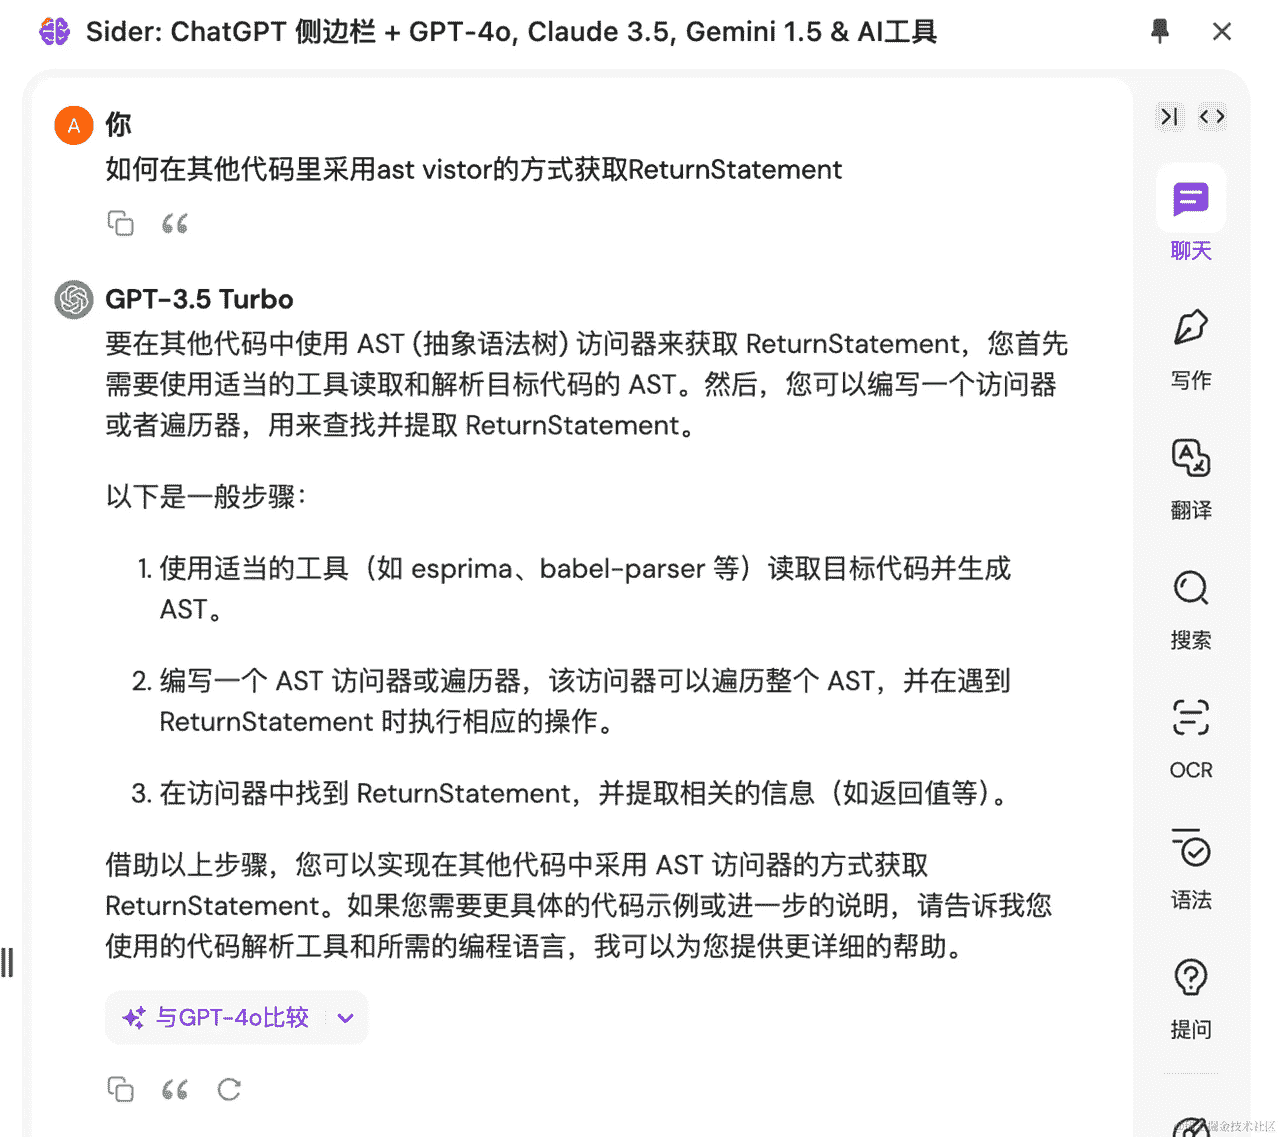 Sider: ChatGPT 侧边栏 + GPT-4o, Claude 3.5, Gemini 1.5 & AI工具
A
你
如何在其他代码里采用ast vistor的方式获取ReturnStatement
GPT-3.5 Turbo
要在其他代码中使用 AST (抽象语法树) 访问器来获取 ReturnStatement，您首先
需要使用适当的工具读取和解析目标代码的 AST。然后，您可以编写一个访问器
或者遍历器，用来查找并提取 ReturnStatement。
以下是一般步骤：
1. 使用适当的工具（如 esprima、babel-parser 等）读取目标代码并生成
AST。
2. 编写一个 AST 访问器或遍历器，该访问器可以遍历整个 AST，并在遇到
ReturnStatement 时执行相应的操作。
3. 在访问器中找到 ReturnStatement，并提取相关的信息（如返回值等）。
借助以上步骤，您可以实现在其他代码中采用 AST 访问器的方式获取
ReturnStatement。如果您需要更具体的代码示例或进一步的说明，请告诉我您
使用的代码解析工具和所需的编程语言，我可以为您提供更详细的帮助。
与GPT-4o比较
聊天
写作
翻译
搜索
OCR
语法
提问
掘金技术社区